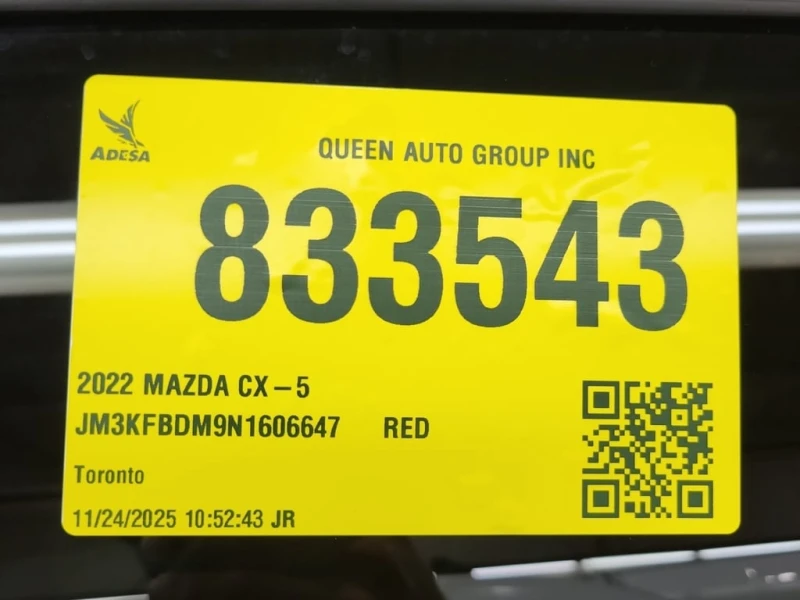 ADESA
QUEEN AUTO GROUP INC
833543
2022 MAZDA CX-5
JM3KFBDM9N1606647 RED
Toronto
11/24/2025 10:52:43 JR